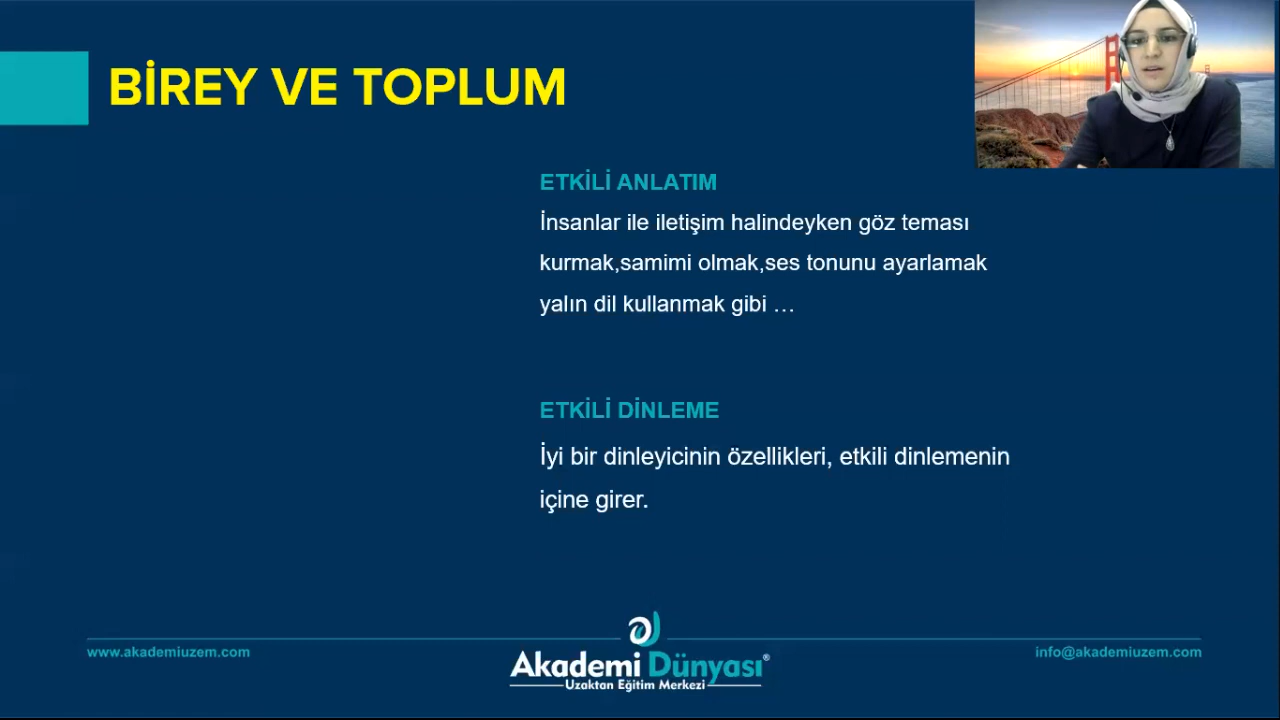 BİREY VE TOPLUM
ETKİLİ ANLATIM
İnsanlar ile iletişim halindeyken göz teması
kurmak,samimi olmak,ses tonunu ayarlamak
yalın dil kullanmak gibi …
ETKİLİ DİNLEME
İyi bir dinleyicinin özellikleri, etkili dinlemenin
içine girer.
www.akademiuzem.com
Akademi Dünyası®
Uzaktan Eğitim Merkezi
info@akademiuzem.com